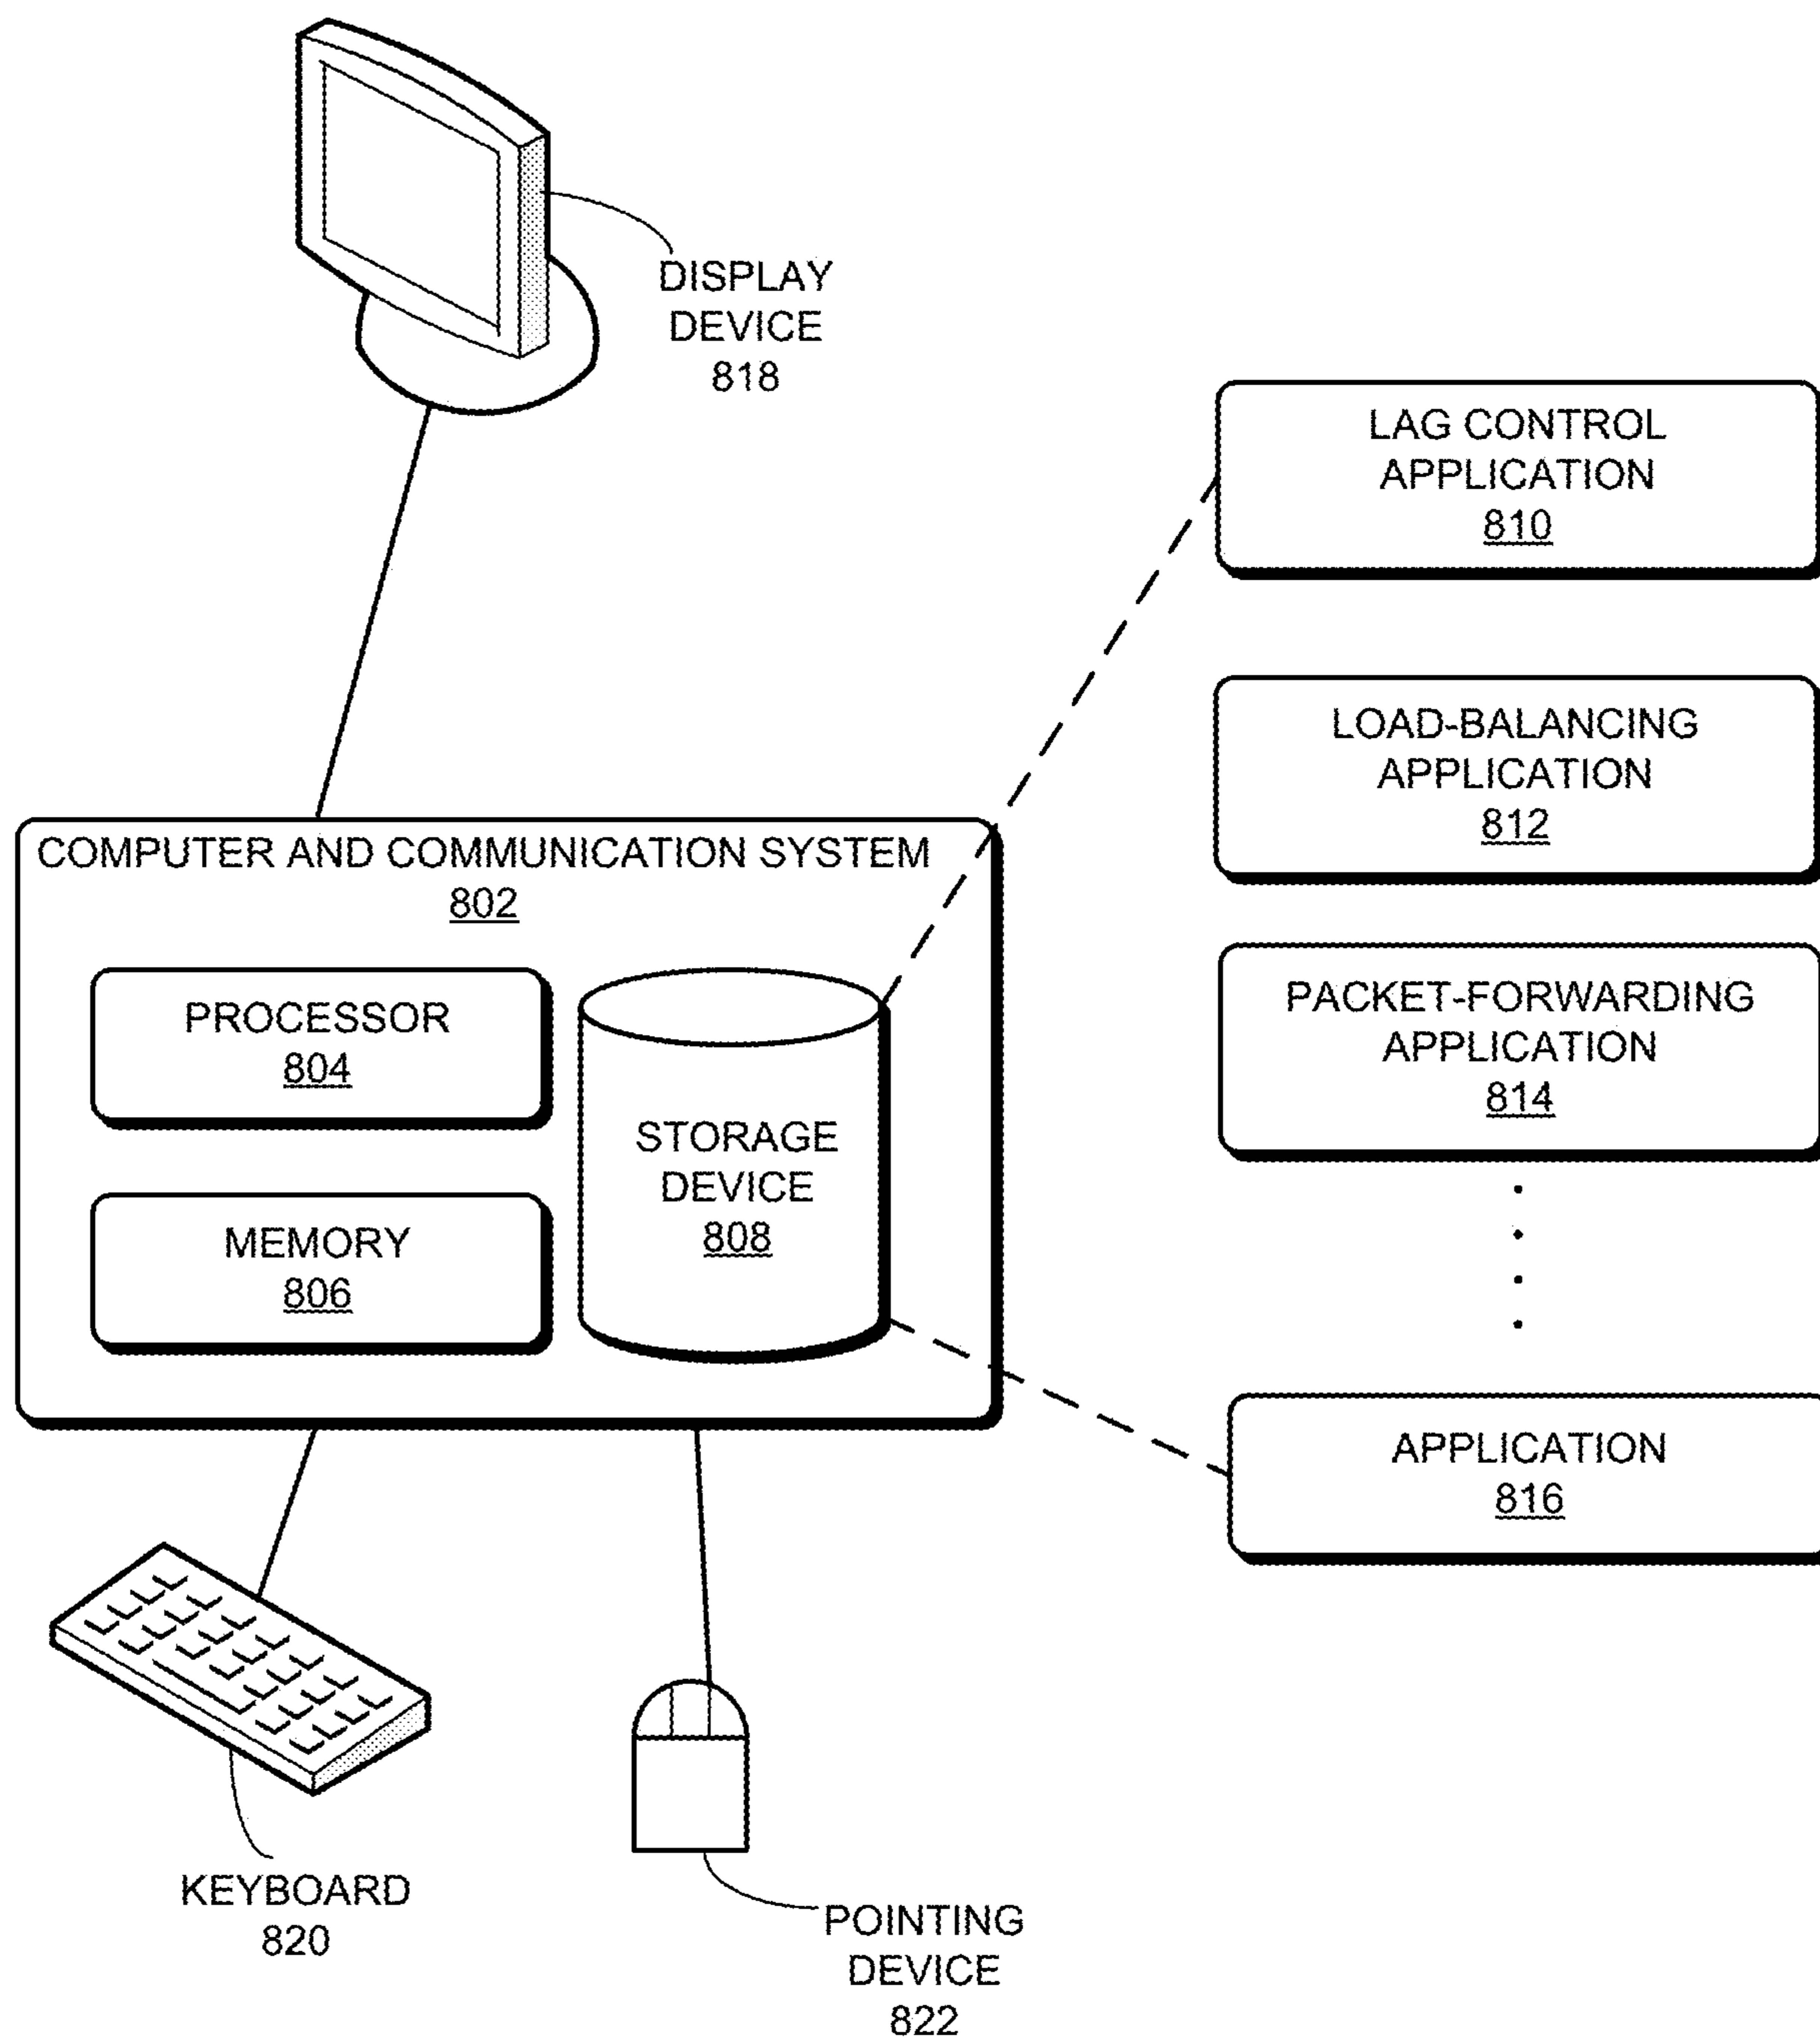 DISPLAY
DEVICE
818
LAG CONTROL
APPLICATION
810
LOAD-BALANCING
APPLICATION
812
COMPUTER AND COMMUNICATION SYSTEM
802
PROCESSOR
804
MEMORY
806
STORAGE
DEVICE
808
PACKET-FORWARDING
APPLICATION
814
APPLICATION
816
KEYBOARD
820
POINTING
DEVICE
822